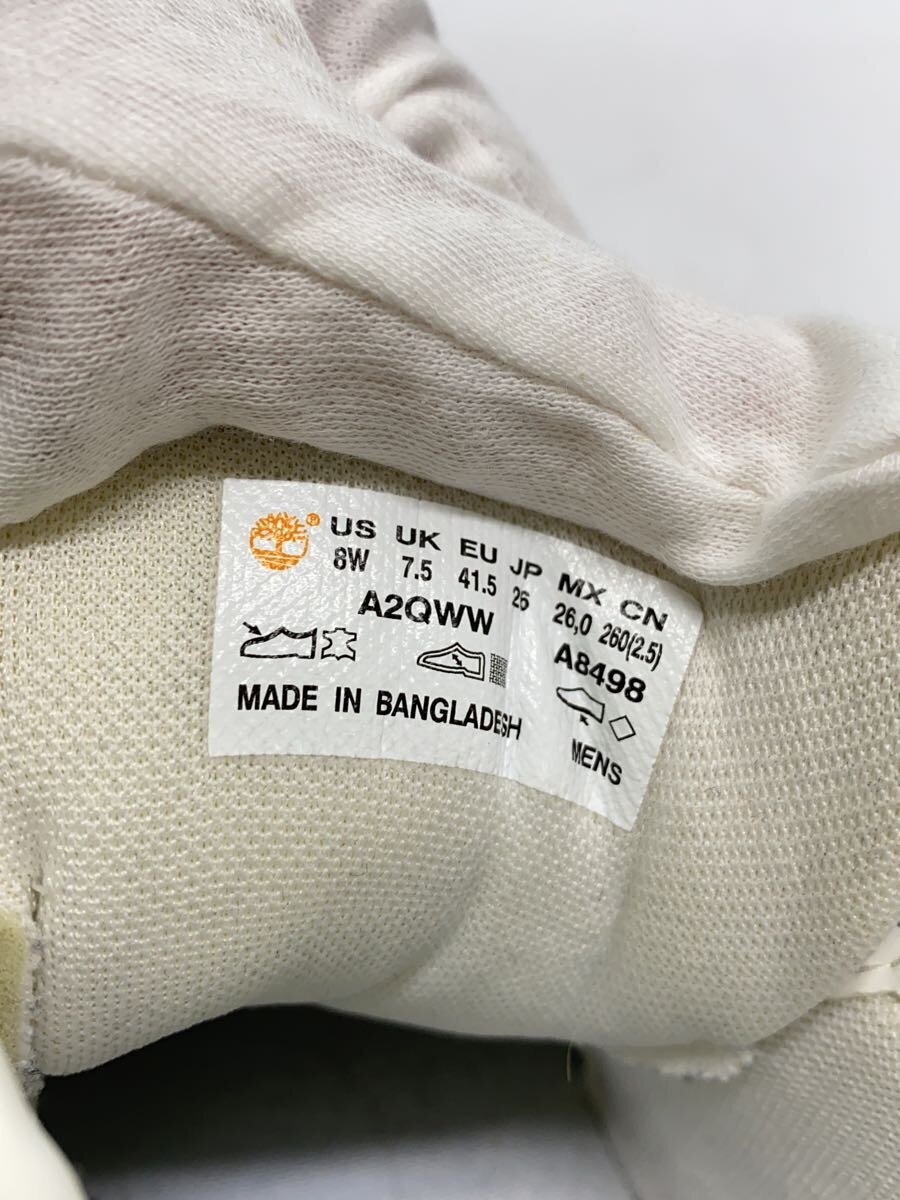 ® US UK EU JP MX CN
8W 7.5 41.5 26 26,0 260(2.5)
A2QWW A8498
MADE IN BANGLADESH MENS